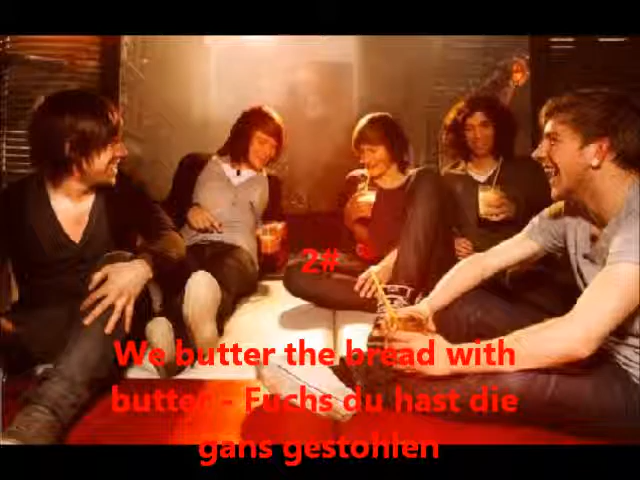 2#
We butter the bread with
butter - Fuchs du hast die
gans gestohlen